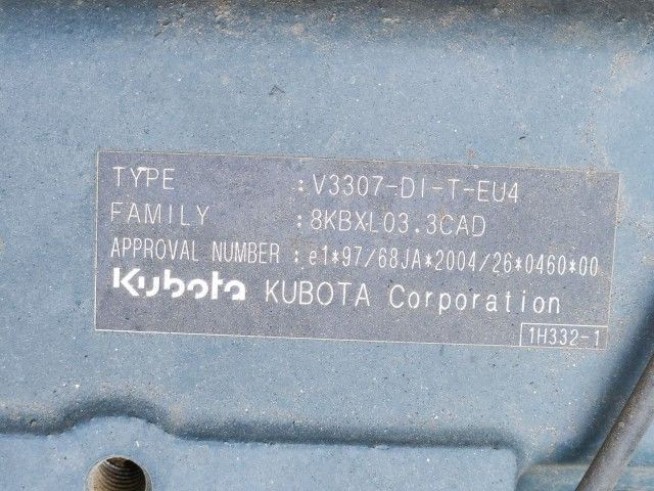 TYPE :V3307-DI-T-EU4
FAMILY :8KBXL03.3CAD
APPROVAL NUMBER :e1*97/68JA*2004/26*0460*00
Kubota KUBOTA Corporation
1H332-1